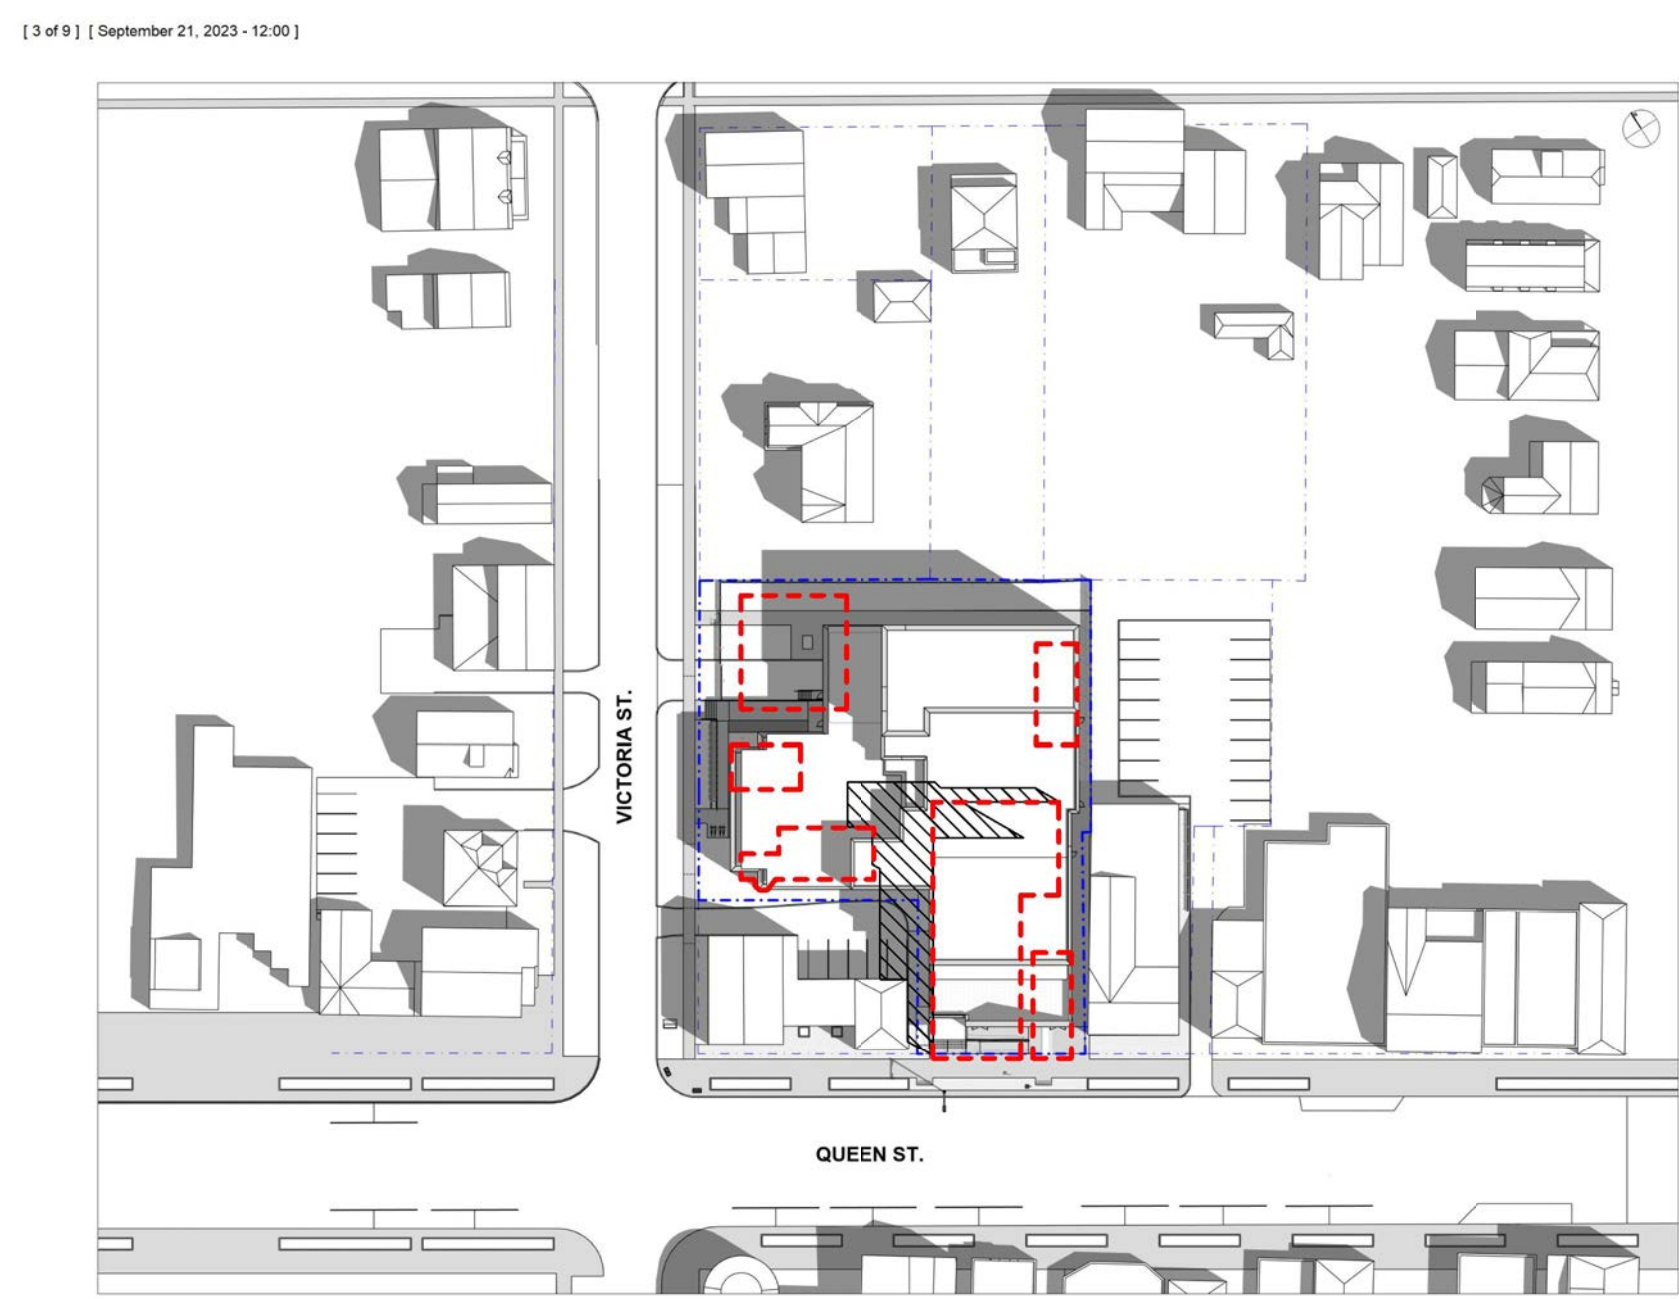 [ 3 of 9 ] [ September 21, 2023 - 12:00 ]
VICTORIA ST.
QUEEN ST.